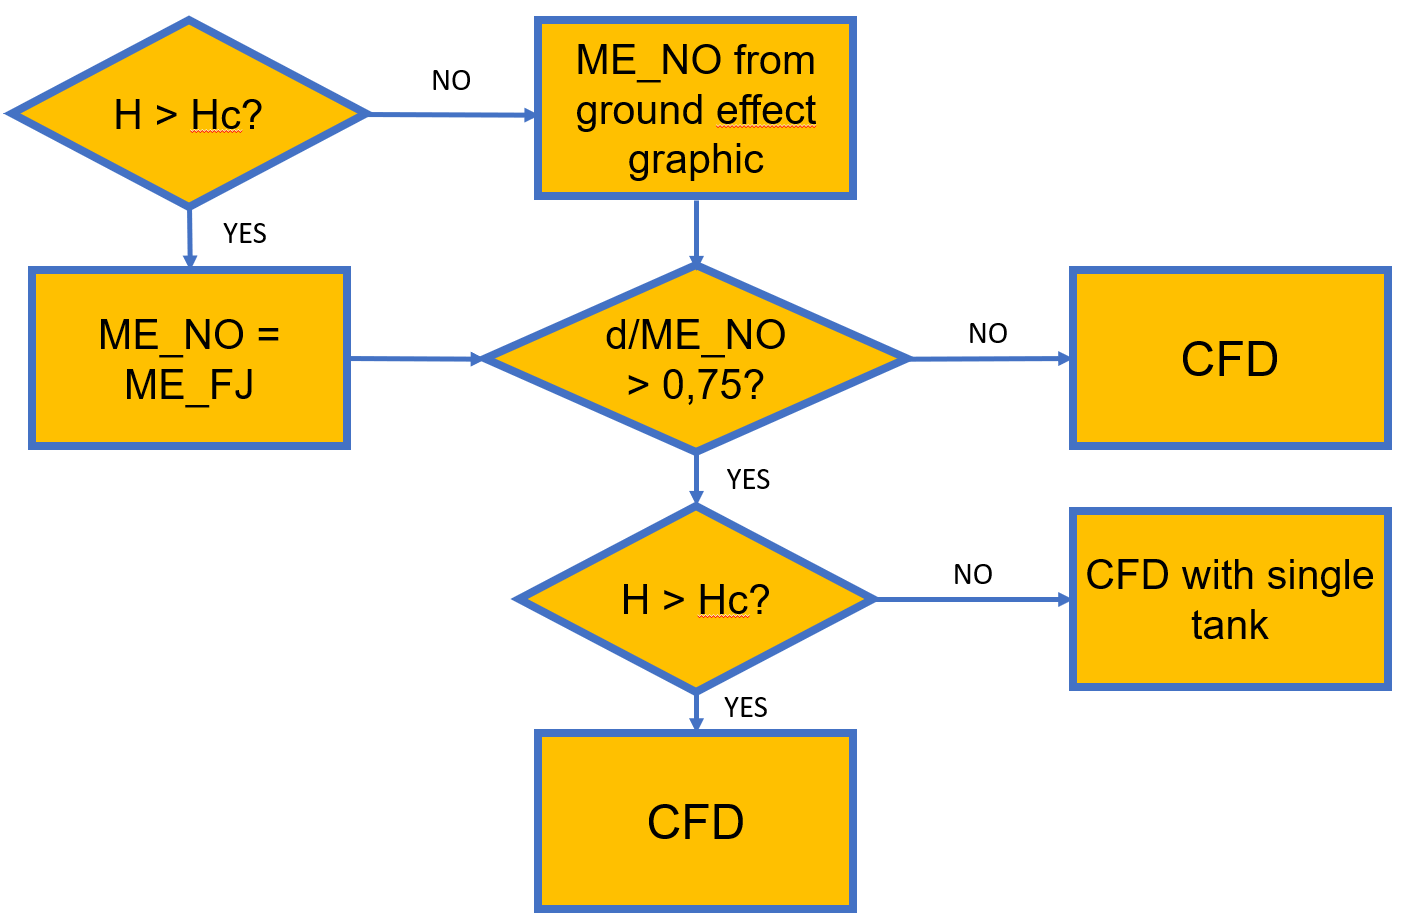 H > Hc?
NO
ME_NO from
ground effect
graphic
YES
ME_NO =
ME_FJ
d/ME_NO
> 0,75?
NO
CFD
YES
H > Hc?
NO
CFD with single
tank
YES
CFD